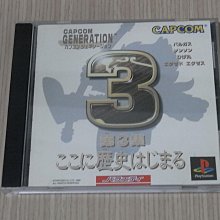 CAPCOM
GENERATION
カプコン ジェネレーション
CAPCOM
バルガス
ソンソン
ひげ丸
エグゼド エグゼス
3
第3集
ここに歴史はじまる
PlayStation